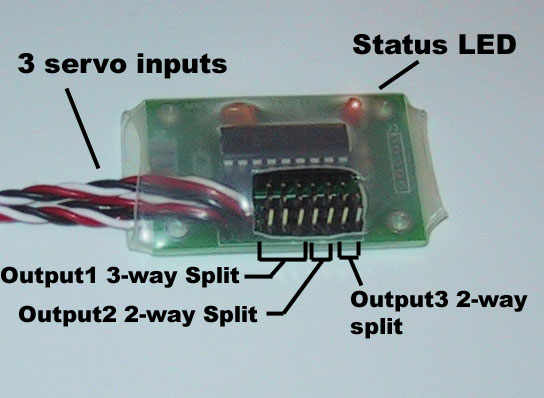 Status LED
3 servo inputs
Output1 3-way Split
Output2 2-way Split
Output3 2-way
split